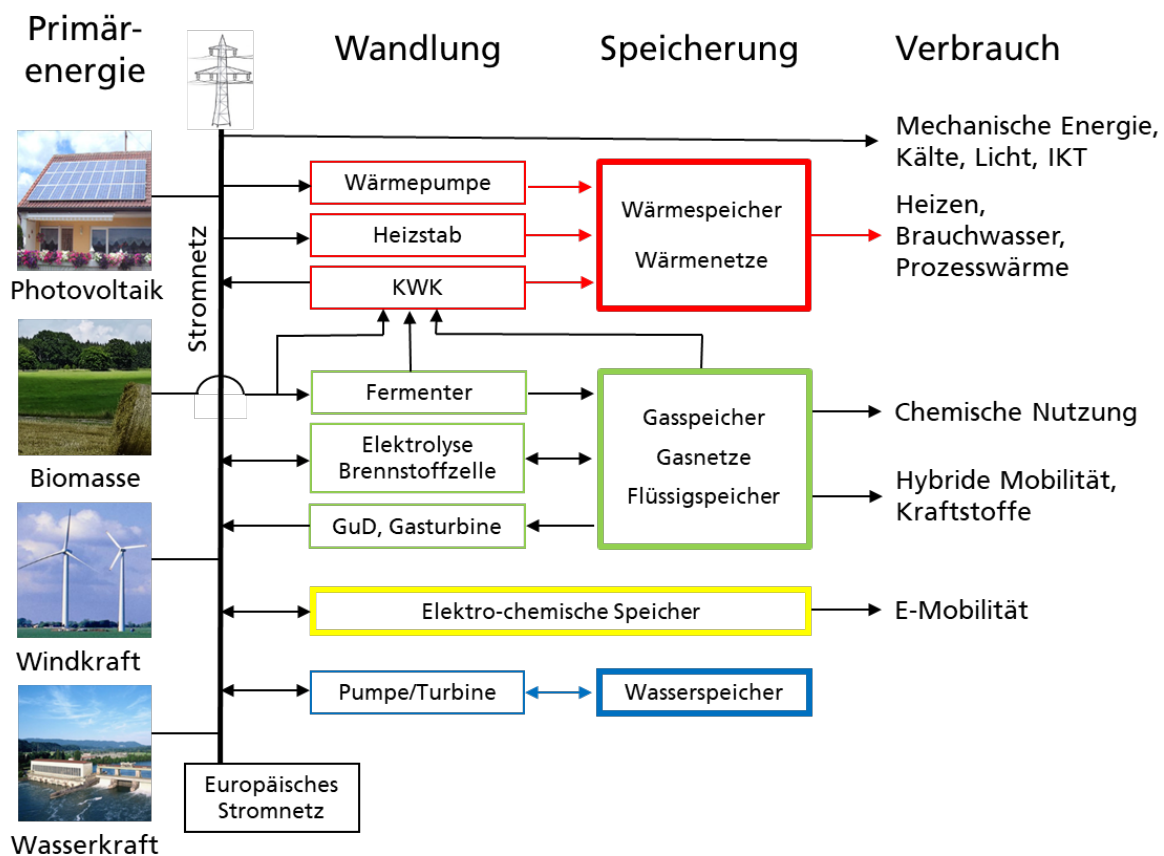 Primär-
energie
Wandlung
Speicherung
Verbrauch
Photovoltaik
Biomasse
Windkraft
Wasserkraft
Stromnetz
Europäisches
Stromnetz
Wärmepumpe
Heizstab
KWK
Fermenter
Elektrolyse
Brennstoffzelle
GuD, Gasturbine
Elektro-chemische Speicher
Pumpe/Turbine
Wärmespeicher
Wärmenetze
Gasspeicher
Gasnetze
Flüssigspeicher
Wasserspeicher
Mechanische Energie,
Kälte, Licht, IKT
Heizen,
Brauchwasser,
Prozesswärme
Chemische Nutzung
Hybride Mobilität,
Kraftstoffe
E-Mobilität